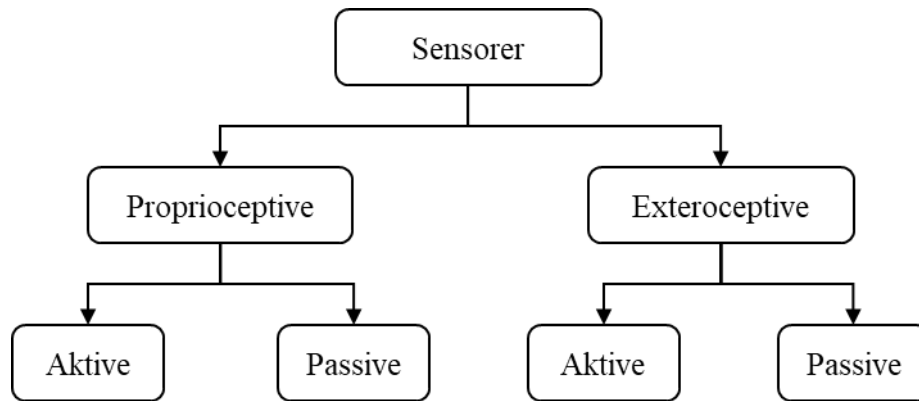 Sensorer
Proprioceptive
Exteroceptive
Aktive
Passive
Aktive
Passive